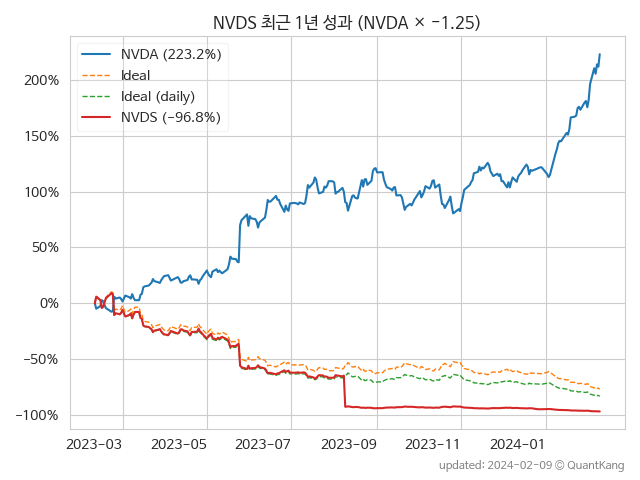 NVDS 최근 1년 성과 (NVDA × −1.25)
NVDA (223.2%)
Ideal
Ideal (daily)
NVDS (−96.8%)
200%
150%
100%
50%
0%
−50%
−100%
2023−03 2023−05 2023−07 2023−09 2023−11 2024−01
updated: 2024−02−09 © QuantKang